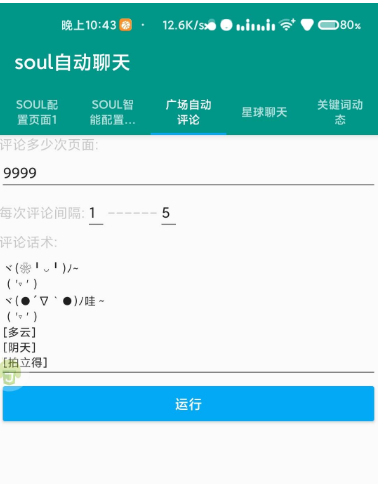 晚上10:43 · 12.6K/s 80%
soul自动聊天
SOUL配置页面1
SOUL智能配置...
广场自动评论
星球聊天
关键词动态
评论多少次页面:
9999
每次评论间隔: 1 ------ 5
评论话术:
ヾ(❀╹◡╹)ﾉ~
ヾ(●´∇｀●)ﾉ哇～
[多云]
[阴天]
[拍立得]
运行